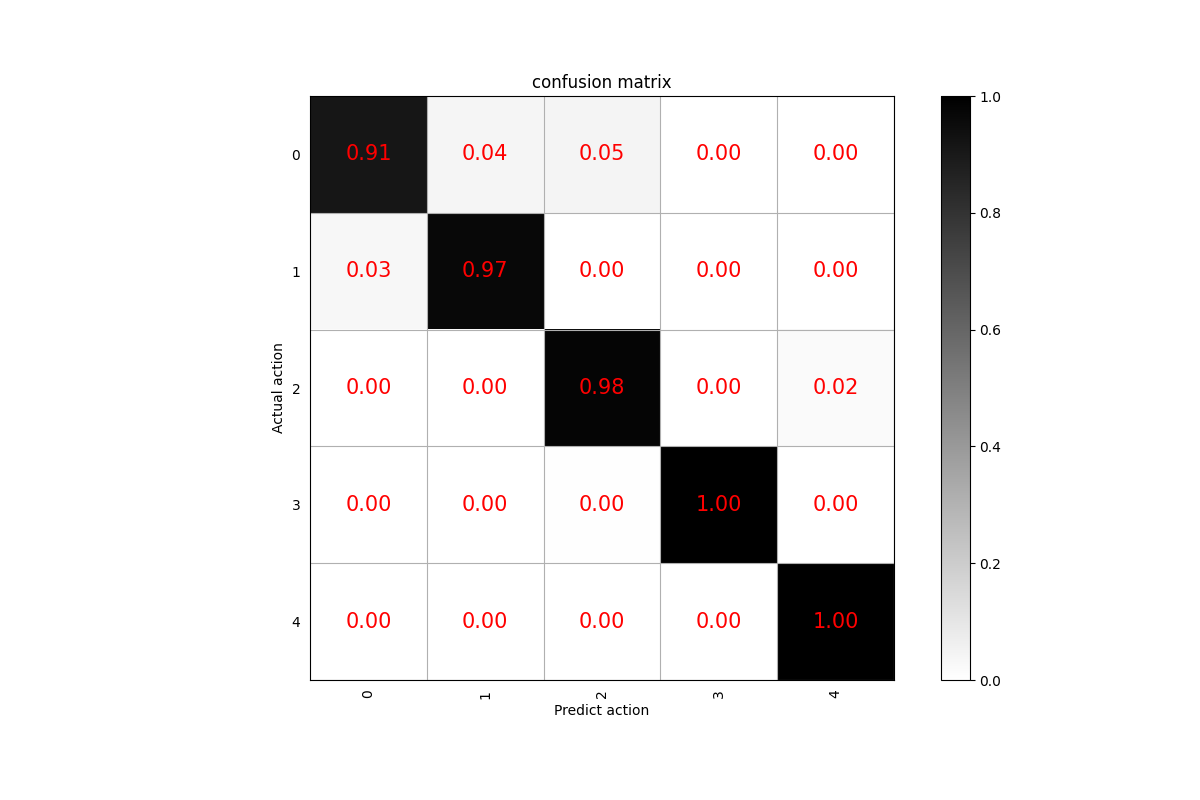 confusion matrix
0 0.91 0.04 0.05 0.00 0.00
1 0.03 0.97 0.00 0.00 0.00
2 0.00 0.00 0.98 0.00 0.02
3 0.00 0.00 0.00 1.00 0.00
4 0.00 0.00 0.00 0.00 1.00
0 1 2 3 4
Predict action
Actual action
1.0
0.8
0.6
0.4
0.2
0.0